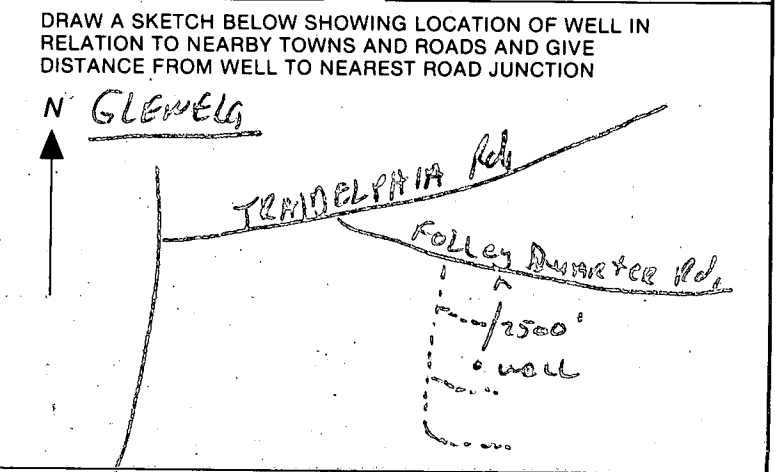 DRAW A SKETCH BELOW SHOWING LOCATION OF WELL IN
RELATION TO NEARBY TOWNS AND ROADS AND GIVE
DISTANCE FROM WELL TO NEAREST ROAD JUNCTION
N GLENELG
TRIADELPHIA Rd.
FOLLEY QUARTER Rd.
2500'
WELL